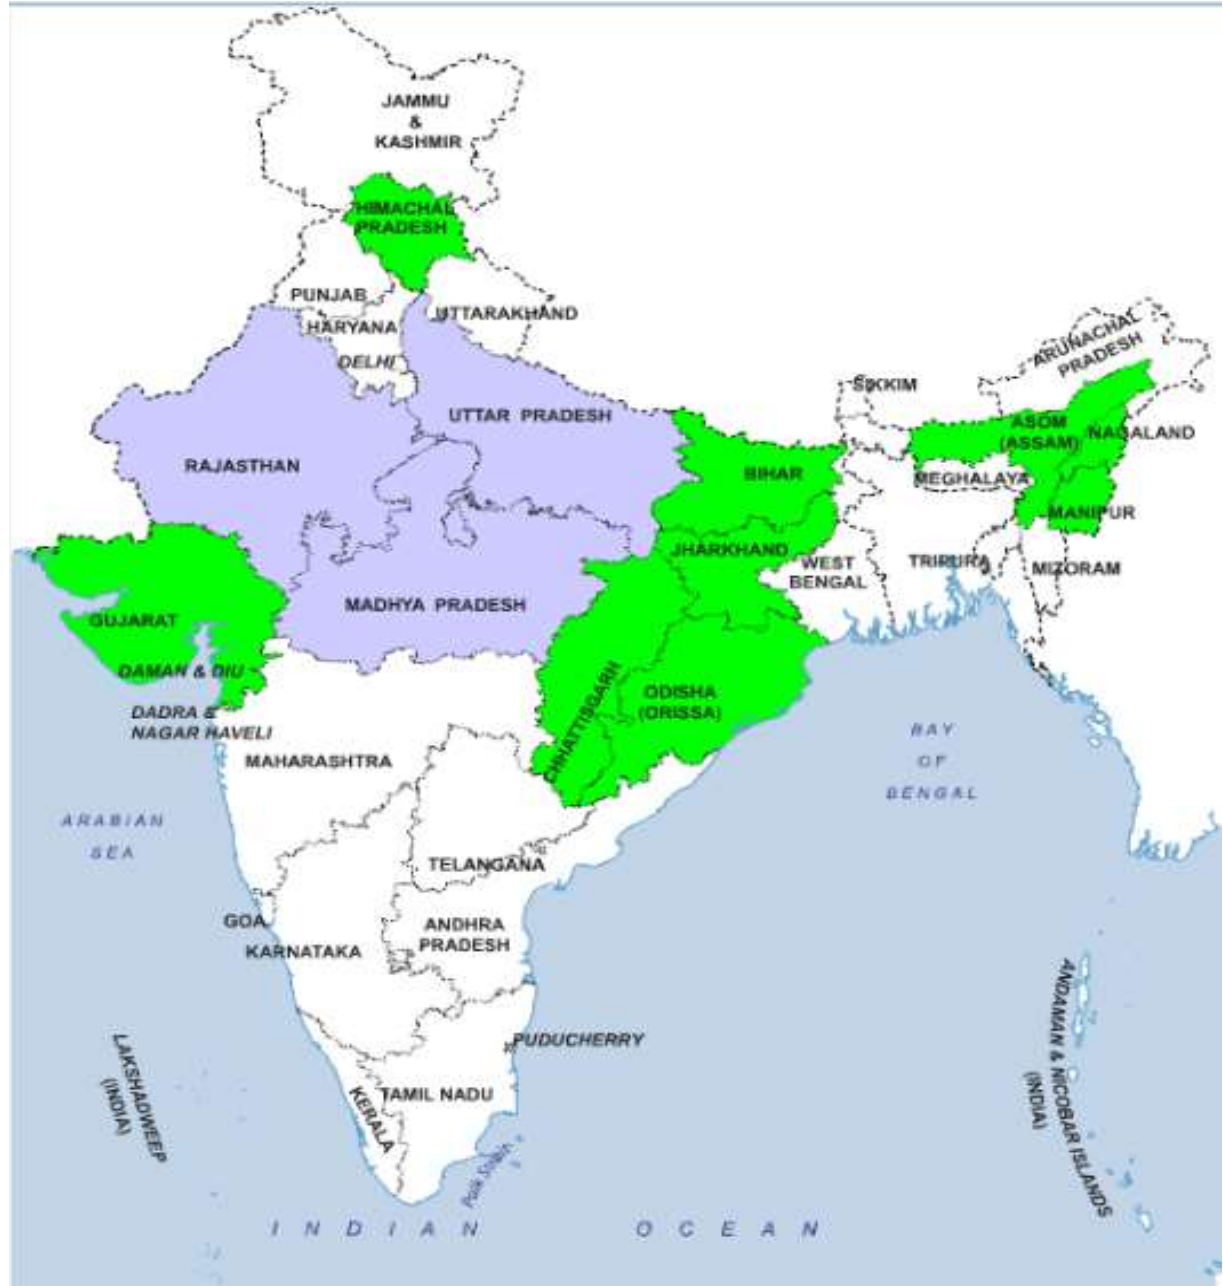 JAMMU
&
KASHMIR
HIMACHAL
PRADESH
PUNJAB
UTTARAKHAND
HARYANA
DELHI
ARUNACHAL
PRADESH
SIKKIM
UTTAR PRADESH
ASOM
(ASSAM)
NAGALAND
RAJASTHAN
BIHAR
MEGHALAYA
MANIPUR
JHARKHAND
WEST
BENGAL
TRIPURA
MIZORAM
MADHYA PRADESH
GUJARAT
DAMAN & DIU
CHHATTISGARH
ODISHA
(ORISSA)
DADRA &
NAGAR HAVELI
MAHARASHTRA
BAY
OF
BENGAL
ARABIAN
SEA
TELANGANA
GOA
ANDHRA
PRADESH
KARNATAKA
PUDUCHERRY
LAKSHADWEEP
(INDIA)
TAMIL NADU
KERALA
ANDAMAN & NICOBAR ISLANDS
(INDIA)
Palk Strait
INDIAN OCEAN